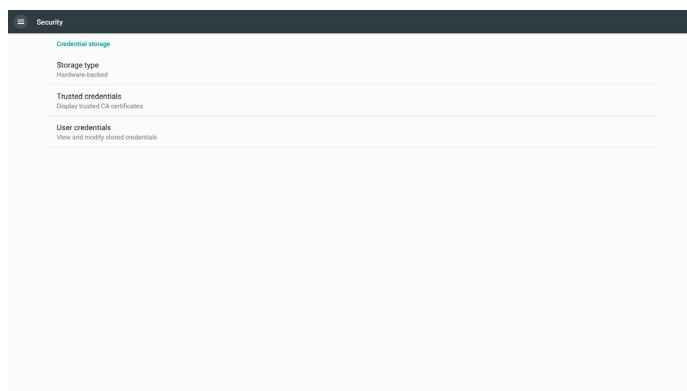 Security
Credential storage
Storage type
Hardware-backed
Trusted credentials
Display trusted CA certificates
User credentials
View and modify stored credentials